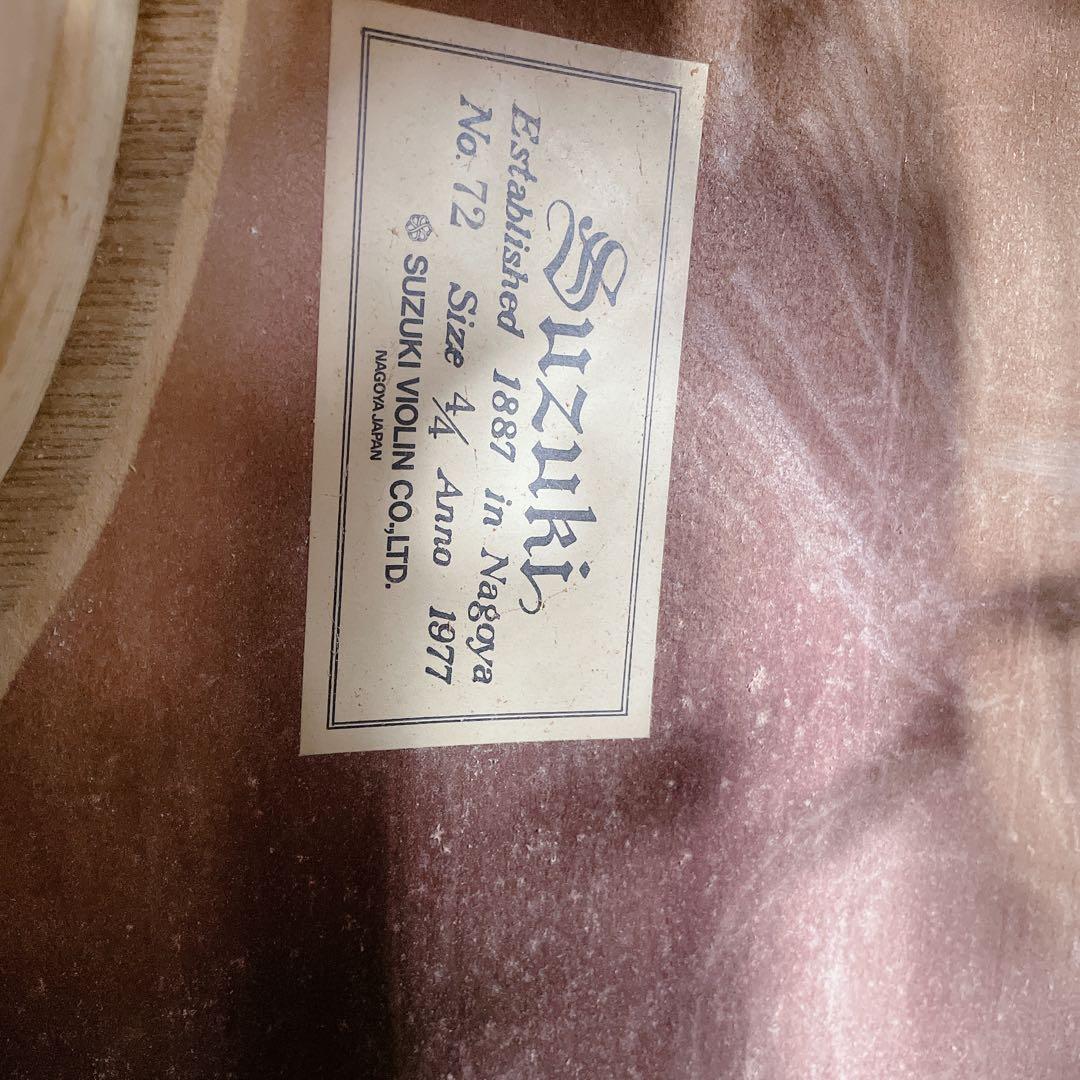 Suzuki
Established 1887 in Nagoya
No. 72 Size 4/4 Anno 1977
SUZUKI VIOLIN CO.,LTD.
NAGOYA JAPAN